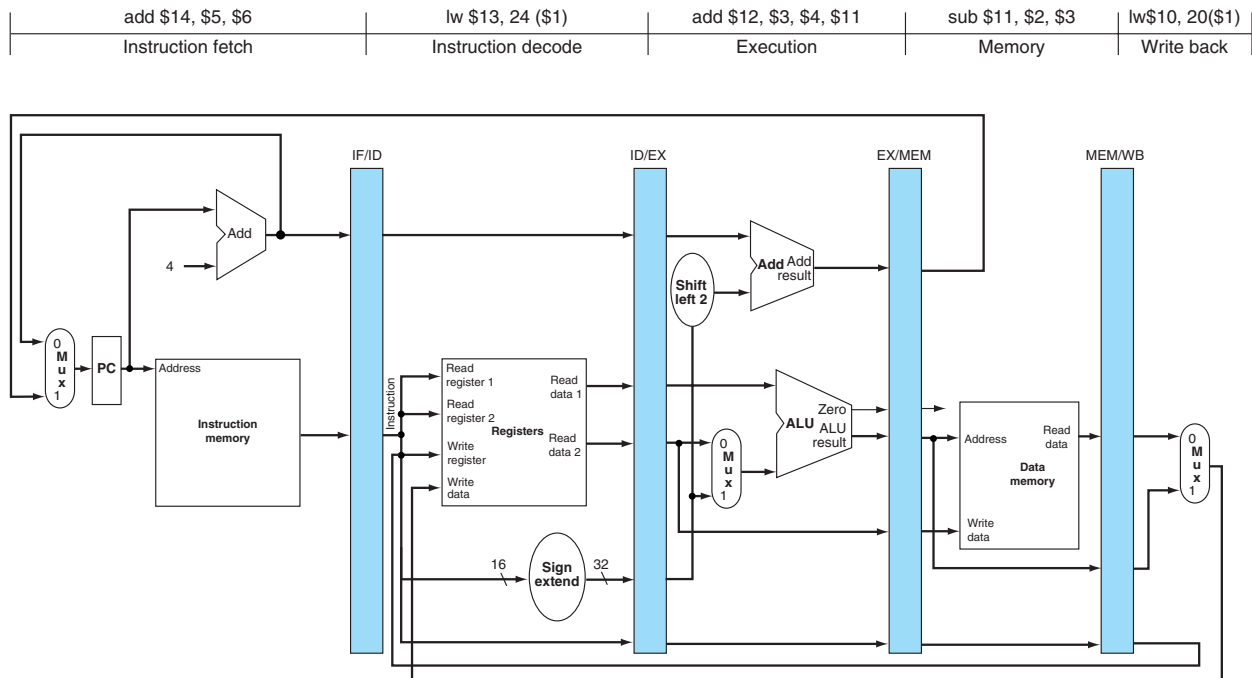 add $14, $5, $6
lw $13, 24 ($1)
add $12, $3, $4, $11
sub $11, $2, $3
lw$10, 20($1)
Instruction fetch
Instruction decode
Execution
Memory
Write back
IF/ID
ID/EX
EX/MEM
MEM/WB
Add
4
Add
Add
result
Shift
left 2
0
M
u
x
1
PC
Address
Instruction
memory
Instruction
Read
register 1
Read
register 2
Write
register
Write
data
Registers
Read
data 1
Read
data 2
16
Sign
extend
32
0
M
u
x
1
Zero
ALU
ALU
result
Address
Read
data
Data
memory
Write
data
0
M
u
x
1